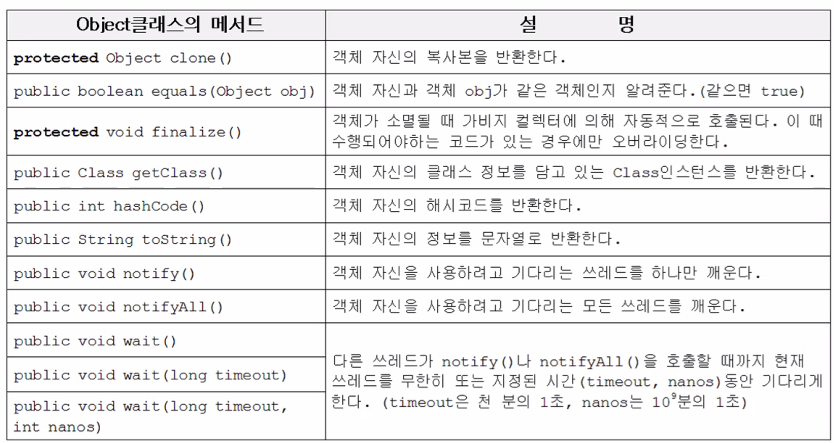 Object클래스의 메서드
설 명
protected Object clone()
객체 자신의 복사본을 반환한다.
public boolean equals(Object obj)
객체 자신과 객체 obj가 같은 객체인지 알려준다.(같으면 true)
protected void finalize()
객체가 소멸될 때 가비지 컬렉터에 의해 자동적으로 호출된다. 이 때
수행되어야하는 코드가 있는 경우에만 오버라이딩한다.
public Class getClass()
객체 자신의 클래스 정보를 담고 있는 Class인스턴스를 반환한다.
public int hashCode()
객체 자신의 해시코드를 반환한다.
public String toString()
객체 자신의 정보를 문자열로 반환한다.
public void notify()
객체 자신을 사용하려고 기다리는 쓰레드를 하나만 깨운다.
public void notifyAll()
객체 자신을 사용하려고 기다리는 모든 쓰레드를 깨운다.
public void wait()
public void wait(long timeout)
public void wait(long timeout,
int nanos)
다른 쓰레드가 notify()나 notifyAll()을 호출할 때까지 현재
쓰레드를 무한히 또는 지정된 시간(timeout, nanos)동안 기다리게
한다. (timeout은 천 분의 1초, nanos는 10⁹분의 1초)